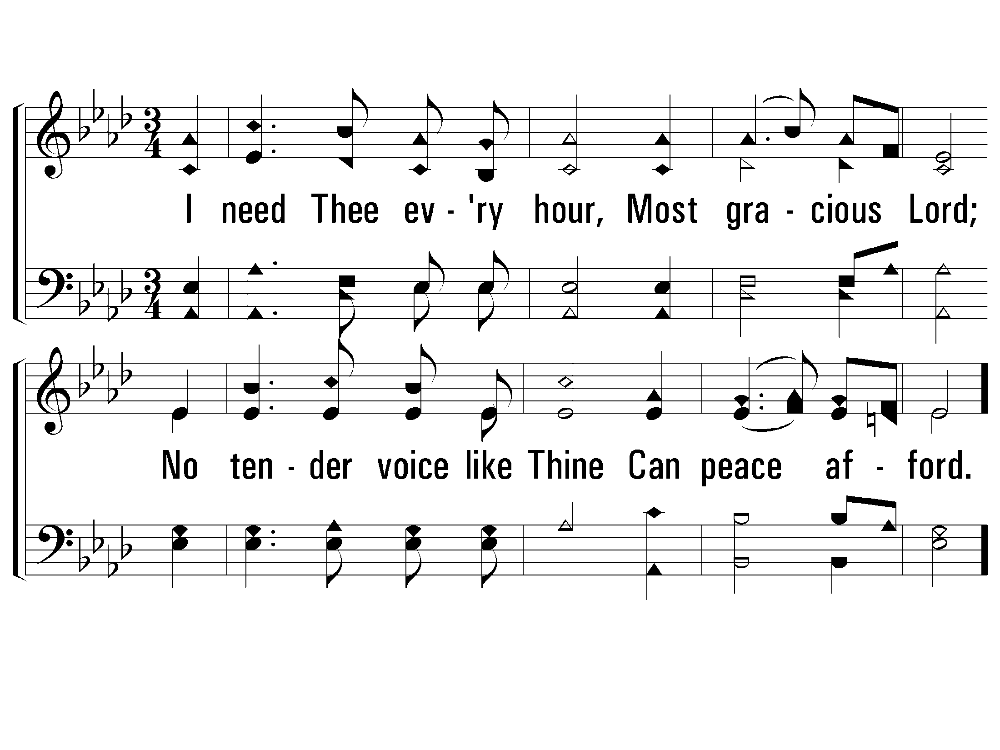 I need Thee ev - 'ry hour, Most gra - cious Lord;
No ten - der voice like Thine Can peace af - ford.